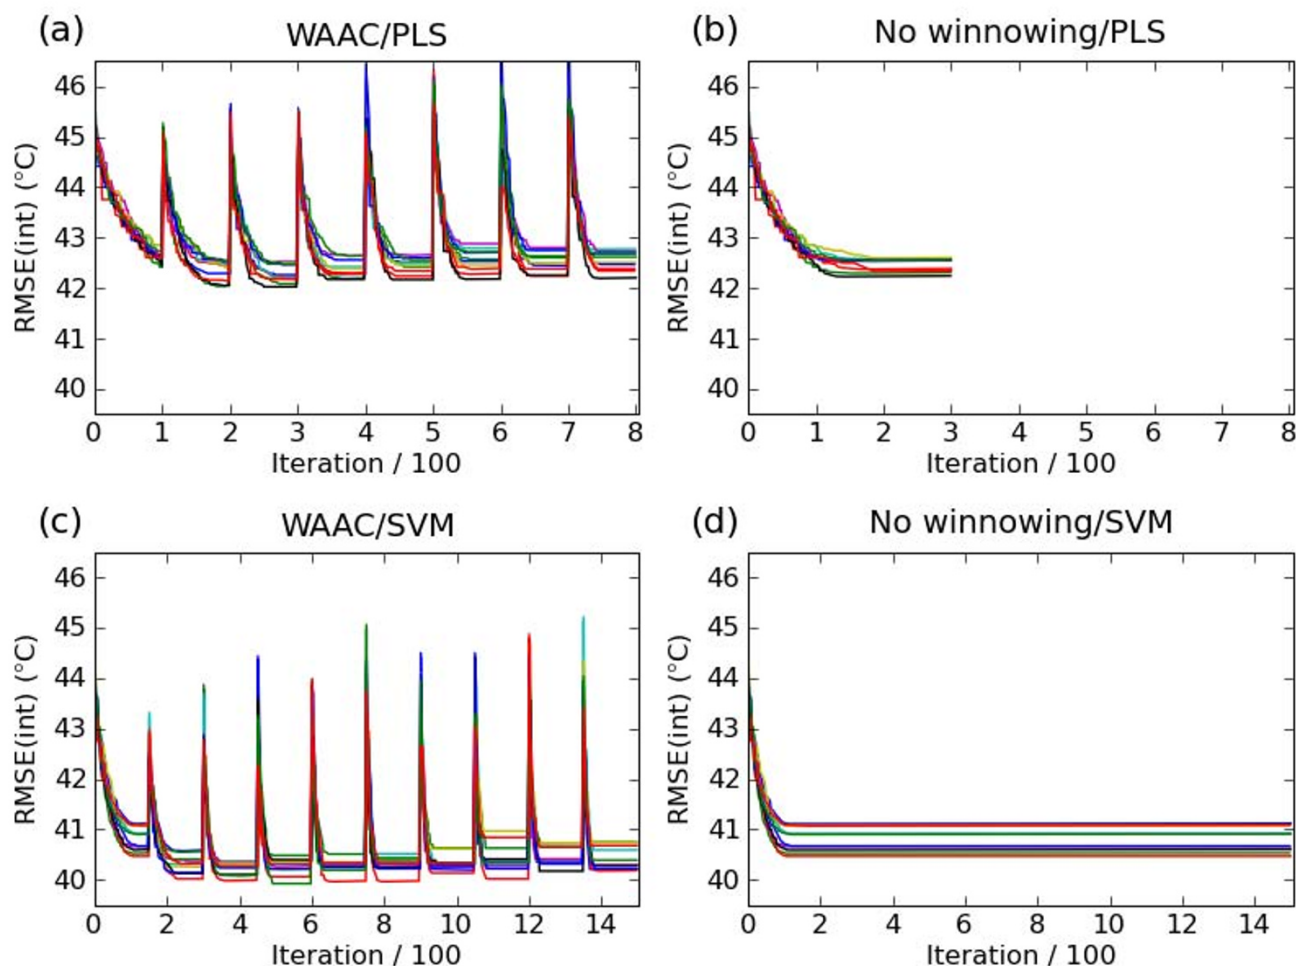 (a) WAAC/PLS
RMSE(int) (°C)
46
45
44
43
42
41
40
0 1 2 3 4 5 6 7 8
Iteration / 100
(b) No winnowing/PLS
RMSE(int) (°C)
46
45
44
43
42
41
40
0 1 2 3 4 5 6 7 8
Iteration / 100
(c) WAAC/SVM
RMSE(int) (°C)
46
45
44
43
42
41
40
0 2 4 6 8 10 12 14
Iteration / 100
(d) No winnowing/SVM
RMSE(int) (°C)
46
45
44
43
42
41
40
0 2 4 6 8 10 12 14
Iteration / 100